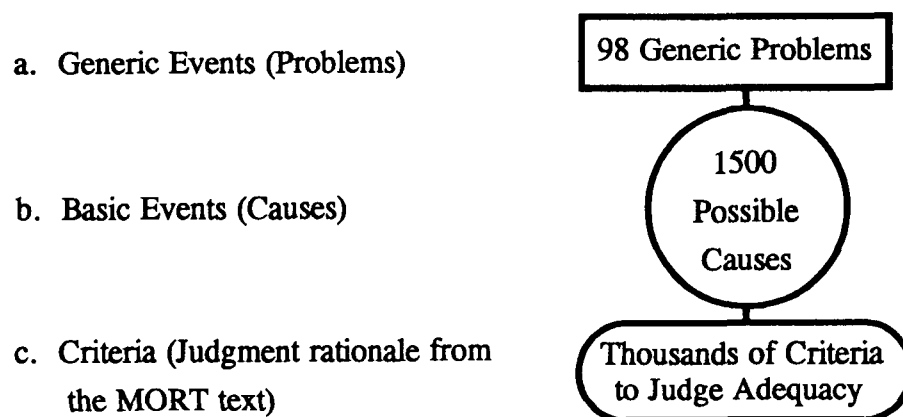 a. Generic Events (Problems)
98 Generic Problems
b. Basic Events (Causes)
1500
Possible
Causes
c. Criteria (Judgment rationale from
the MORT text)
Thousands of Criteria
to Judge Adequacy